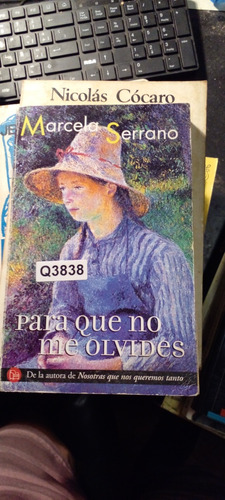 Nicolás Cócaro
Marcela Serrano
Q3838
PARA QUE NO
ME OLVIDES
De la autora de Nosotras que nos queremos tanto